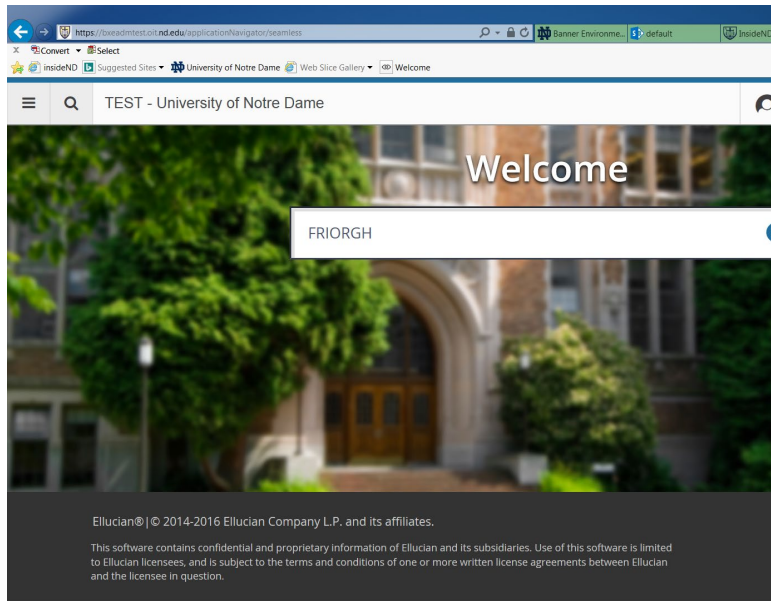 https://bxeadmtest.oit.nd.edu/applicationNavigator/seamless Banner Environme... default InsideND
x Convert Select
insideND Suggested Sites University of Notre Dame Web Slice Gallery Welcome
TEST - University of Notre Dame
Welcome
FRIORGH
Ellucian®|© 2014-2016 Ellucian Company L.P. and its affiliates.
This software contains confidential and proprietary information of Ellucian and its subsidiaries. Use of this software is limited
to Ellucian licensees, and is subject to the terms and conditions of one or more written license agreements between Ellucian
and the licensee in question.